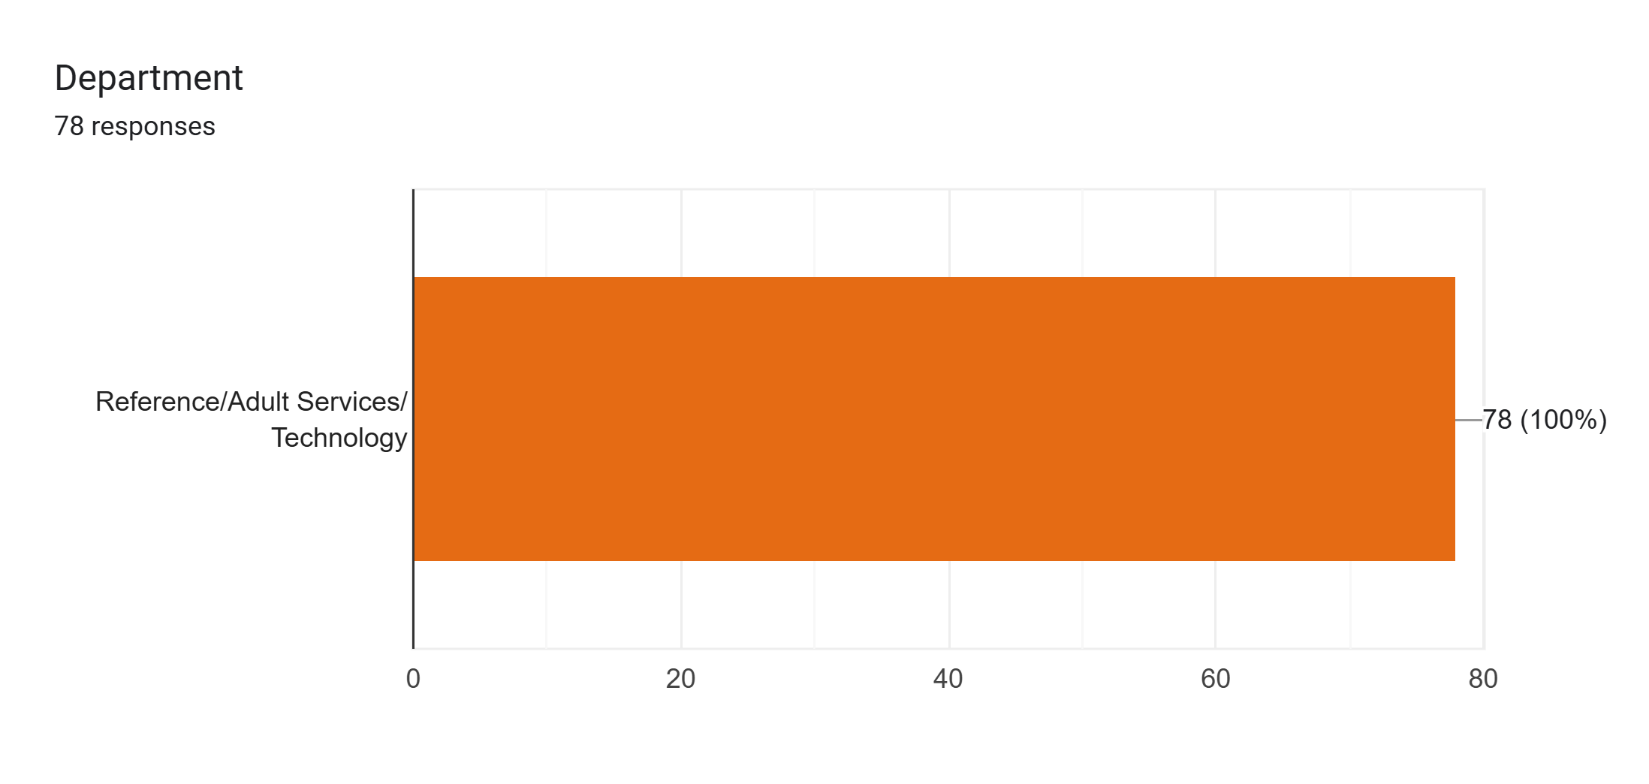 Department
78 responses
Reference/Adult Services/
Technology
78 (100%)
0 20 40 60 80